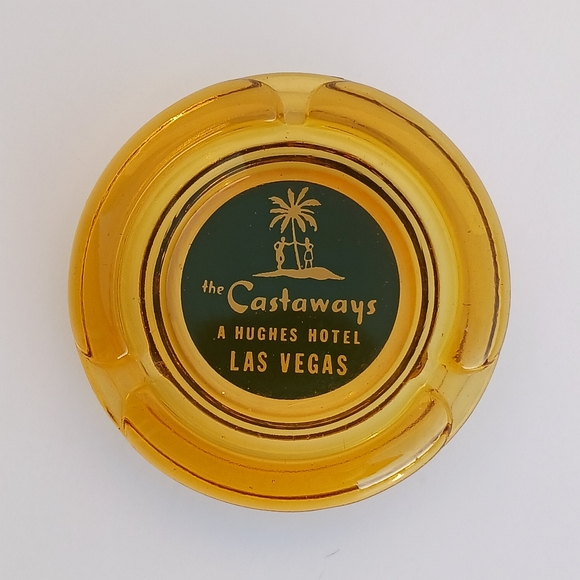 the Castaways
A HUGHES HOTEL
LAS VEGAS